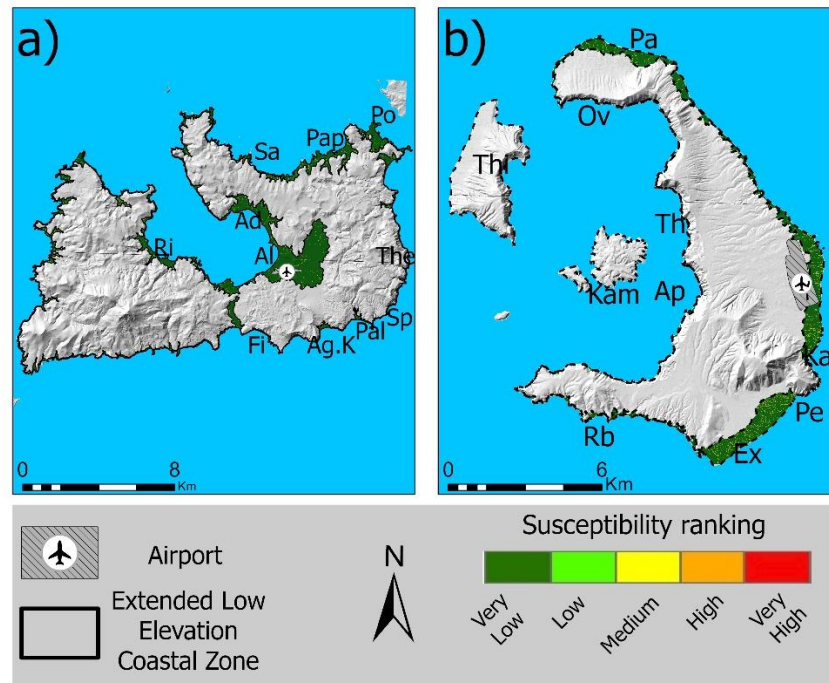 a)
Po
Pap
Sa
Ad
Al
Ri
The
Sp
Pal
Ag.K
Fi
0 8
Km
b)
Pa
Ov
Thi
Th
Kam
Ap
Ka
Pe
Rb
Ex
0 6
Km
Airport
Extended Low
Elevation
Coastal Zone
N
Susceptibility ranking
Very
Low
Low
Medium
High
Very
High